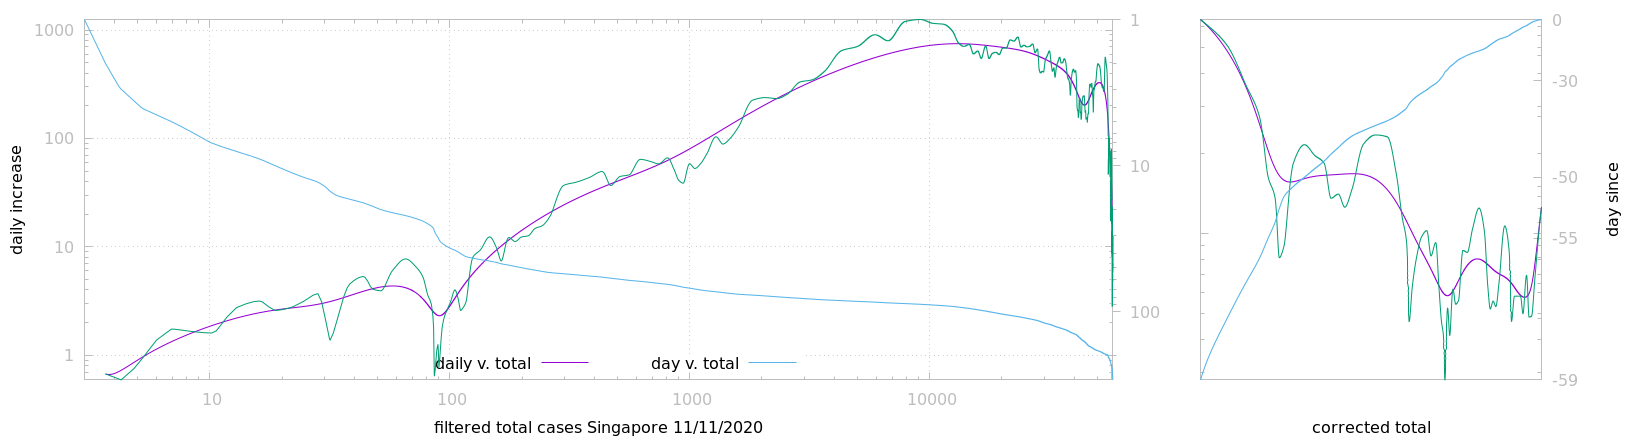 1000
100
10
1
daily increase
10
100
1000
10000
filtered total cases Singapore 11/11/2020
daily v. total
day v. total
1
10
100
0
-30
-50
-55
-59
day since
corrected total